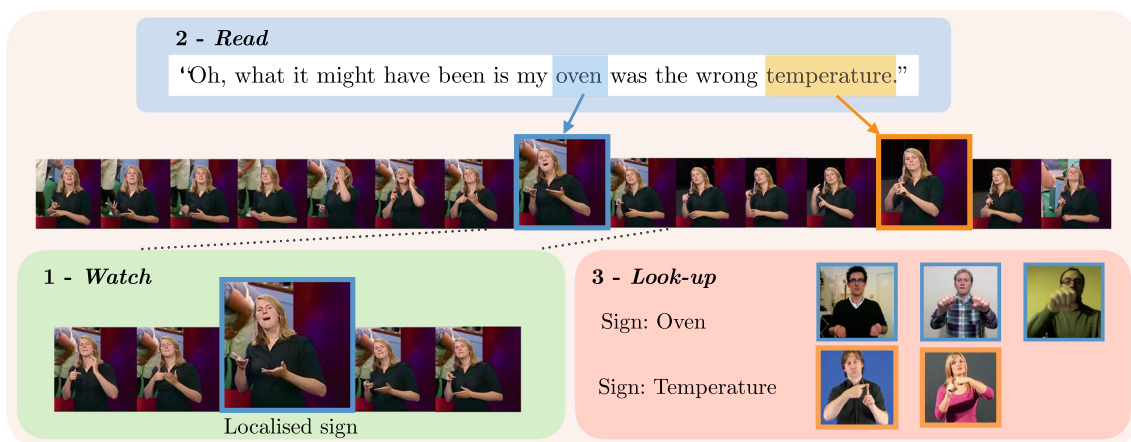 2 - Read
“Oh, what it might have been is my oven was the wrong temperature.”
1 - Watch
Localised sign
3 - Look-up
Sign: Oven
Sign: Temperature